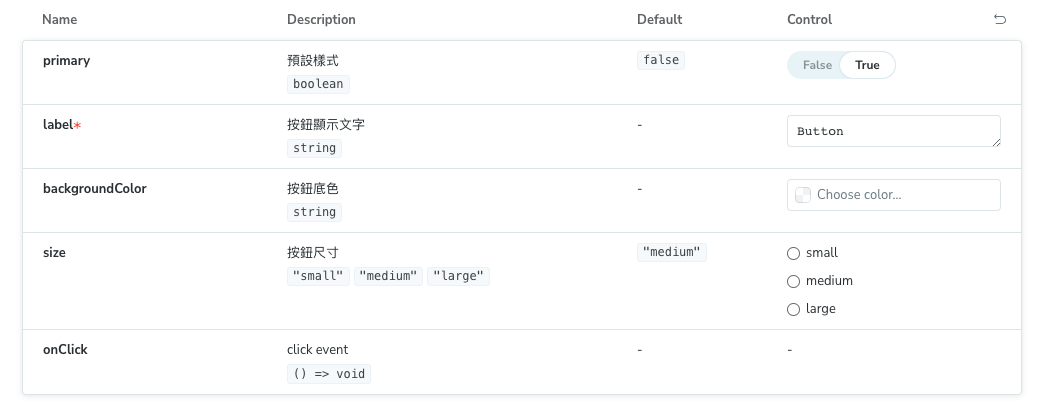 Name Description Default Control
primary 預設樣式 false False True
boolean
label* 按鈕顯示文字 - Button
string
backgroundColor 按鈕底色 - Choose color...
string
size 按鈕尺寸 "medium" small
"small" "medium" "large" medium
large
onClick click event - -
() => void